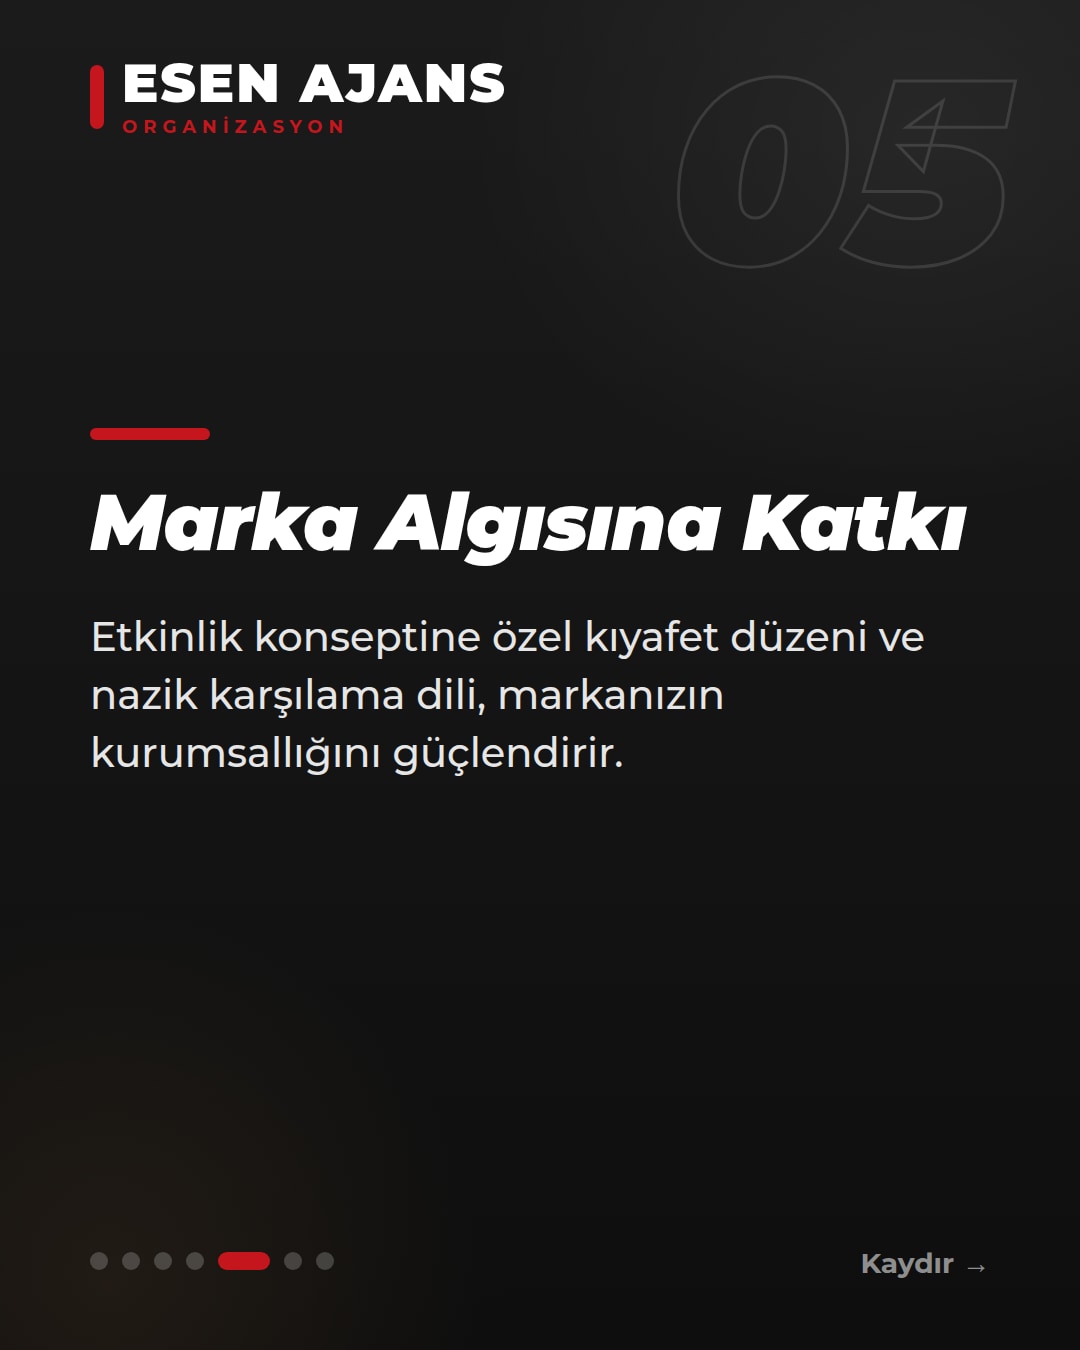 ESEN AJANS
ORGANİZASYON
05
Marka Algısına Katkı
Etkinlik konseptine özel kıyafet düzeni ve
nazik karşılama dili, markanızın
kurumsallığını güçlendirir.
Kaydır →